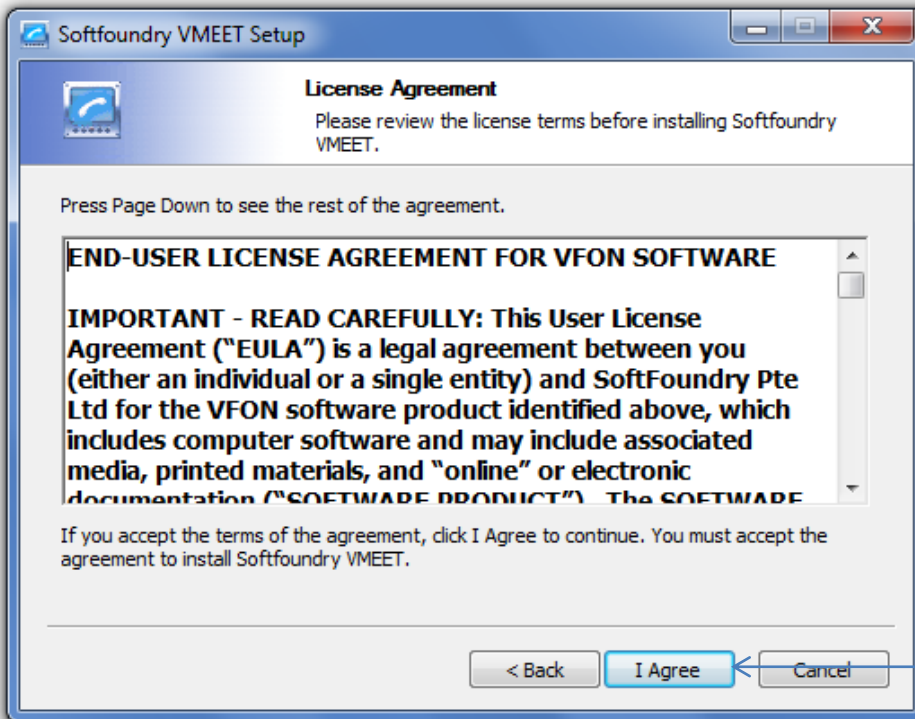 Softfoundry VMEET Setup
License Agreement
Please review the license terms before installing Softfoundry
VMEET.
Press Page Down to see the rest of the agreement.
END-USER LICENSE AGREEMENT FOR VFON SOFTWARE
IMPORTANT - READ CAREFULLY: This User License
Agreement (“EULA”) is a legal agreement between you
(either an individual or a single entity) and SoftFoundry Pte
Ltd for the VFON software product identified above, which
includes computer software and may include associated
media, printed materials, and “online” or electronic
documentation (“SOFTWARE PRODUCT”). The SOFTWARE
If you accept the terms of the agreement, click I Agree to continue. You must accept the
agreement to install Softfoundry VMEET.
< Back I Agree Cancel